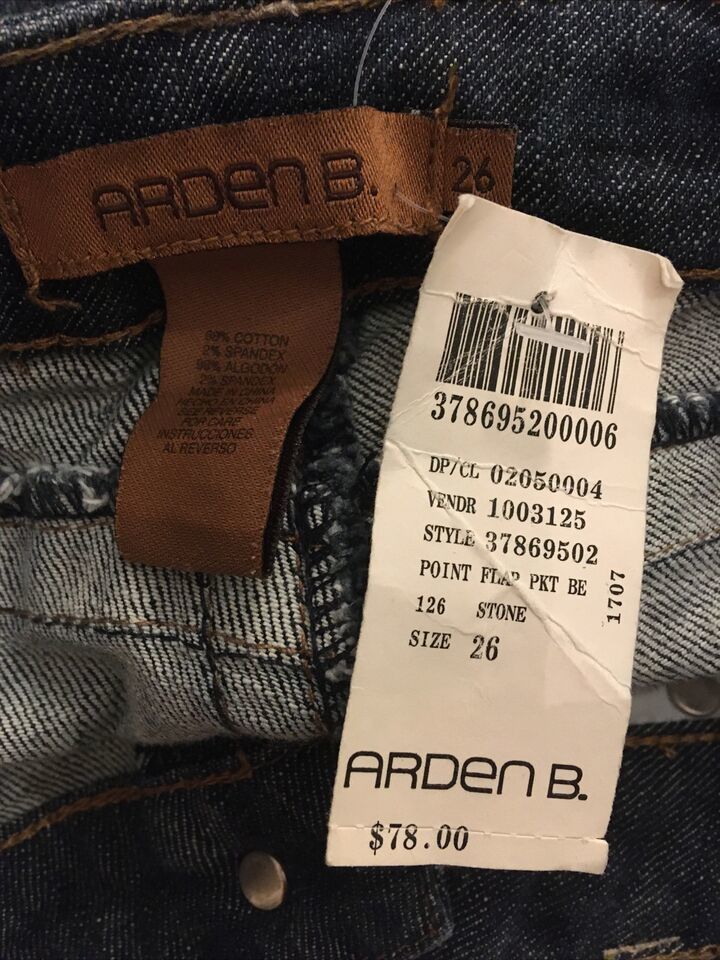 ARDen B.
26
98% COTTON
2% SPANDEX
98% ALGODON
2% SPANDEX
MADE IN CHINA
HECHO EN CHINA
SEE REVERSE
FOR CARE
INSTRUCCIONES
AL REVERSO
378695200006
DP/CL 02050004
VENDR 1003125
STYLE 37869502
POINT FLAP PKT BE
1707
126 STONE
SIZE 26
ARDen B.
$78.00